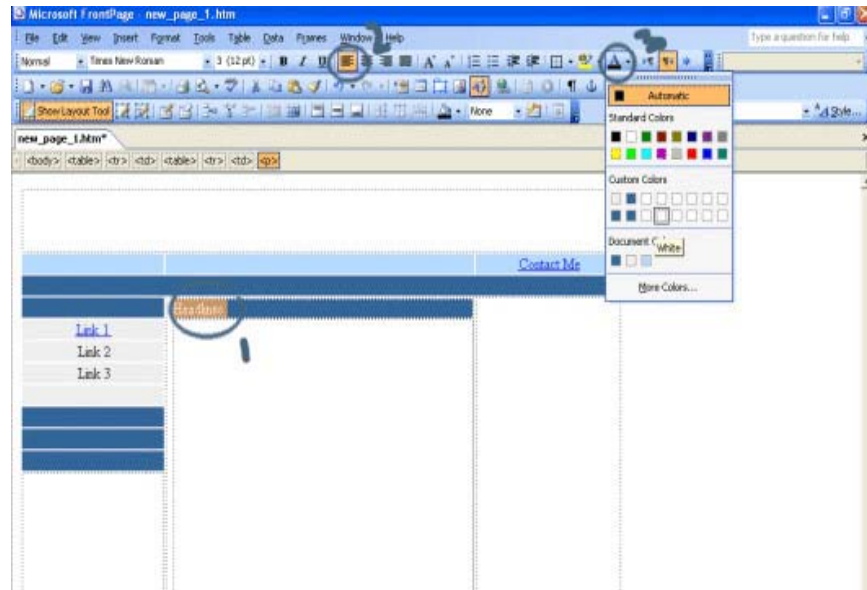 Microsoft FrontPage - new_page_1.htm
File Edit View Insert Format Tools Table Data Frames Window Help
Type a question for help
Normal Times New Roman 3 (12 pt) B I U A A A
Show Layout Tool None Style...
new_page_1.htm*
<body> <table> <tr> <td> <table> <tr> <td> <p>
Automatic
Standard Colors
Custom Colors
Document
White
More Colors...
Contact Me
Headlines
Link 1
Link 2
Link 3
1
2
3